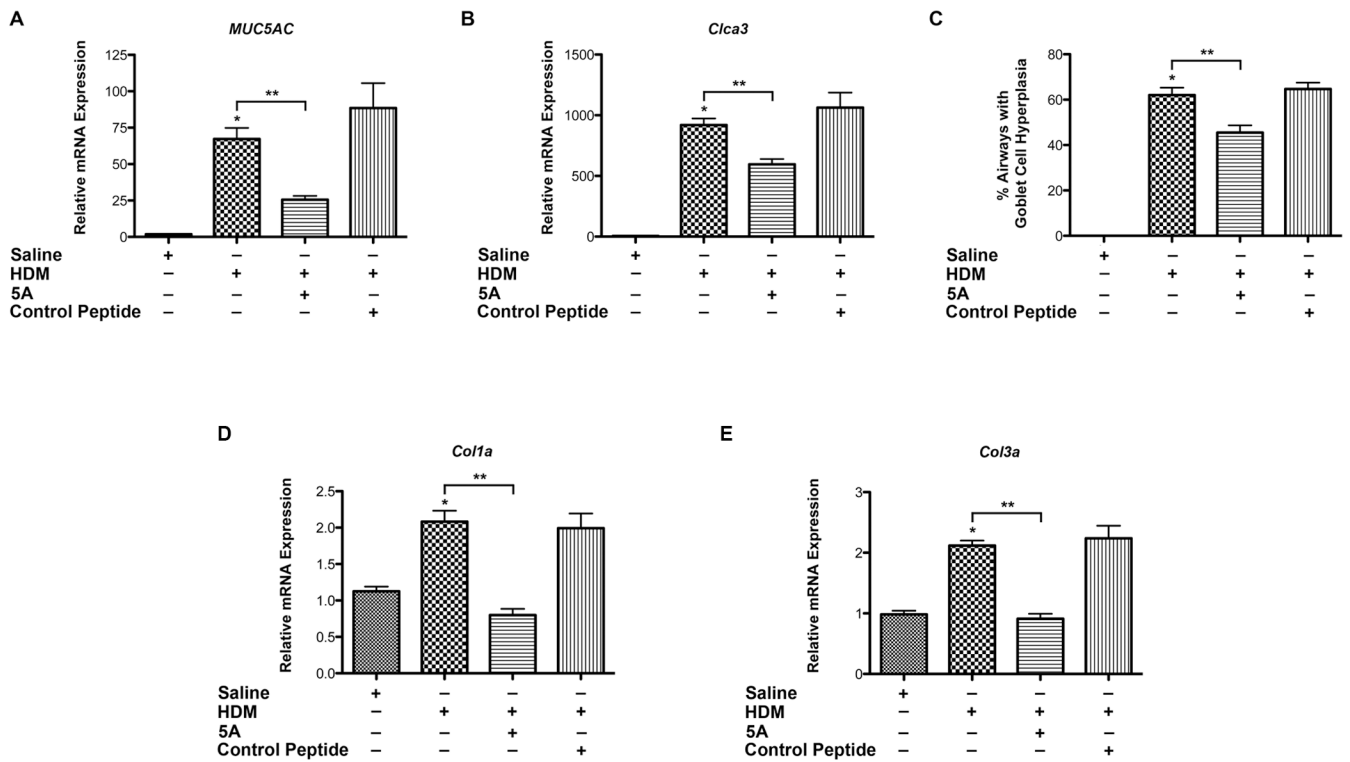 A
MUC5AC
Relative mRNA Expression
125
100
75
50
25
0
*
**
Saline + – – –
HDM – + + +
5A – – + –
Control Peptide – – – +
B
Clca3
Relative mRNA Expression
1500
1000
500
0
*
**
Saline + – – –
HDM – + + +
5A – – + –
Control Peptide – – – +
C
% Airways with
Goblet Cell Hyperplasia
80
60
40
20
0
*
**
Saline + – – –
HDM – + + +
5A – – + –
Control Peptide – – – +
D
Col1a
Relative mRNA Expression
2.5
2.0
1.5
1.0
0.5
0.0
*
**
Saline + – – –
HDM – + + +
5A – – + –
Control Peptide – – – +
E
Col3a
Relative mRNA Expression
3
2
1
0
*
**
Saline + – – –
HDM – + + +
5A – – + –
Control Peptide – – – +